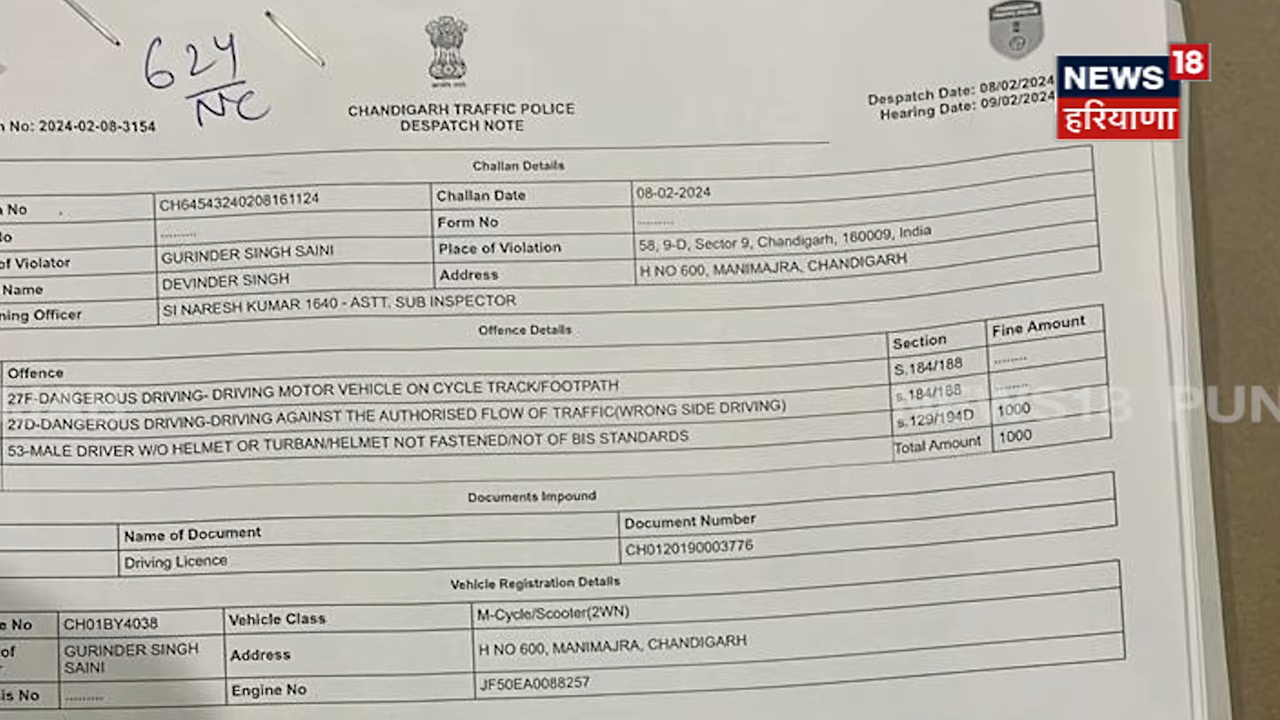 624
NC
CHANDIGARH TRAFFIC POLICE
DESPATCH NOTE
No: 2024-02-08-3154
Despatch Date: 08/02/2024
Hearing Date: 09/02/2024
NEWS 18
हरियाणा
Challan Details
No CH64543240208161124 Challan Date 08-02-2024
......... Form No .........
of Violator GURINDER SINGH SAINI Place of Violation 58, 9-D, Sector 9, Chandigarh, 160009, India
Name DEVINDER SINGH Address H NO 600, MANIMAJRA, CHANDIGARH
Officer SI NARESH KUMAR 1640 - ASTT. SUB INSPECTOR
Offence Details
Offence Section Fine Amount
27F-DANGEROUS DRIVING- DRIVING MOTOR VEHICLE ON CYCLE TRACK/FOOTPATH S.184/188 ........
27D-DANGEROUS DRIVING-DRIVING AGAINST THE AUTHORISED FLOW OF TRAFFIC(WRONG SIDE DRIVING) s.184/188 ........
53-MALE DRIVER W/O HELMET OR TURBAN/HELMET NOT FASTENED/NOT OF BIS STANDARDS s.129/194D 1000
Total Amount 1000
NEWS18 PUN
Documents Impound
Name of Document Document Number
Driving Licence CH0120190003776
Vehicle Registration Details
No CH01BY4038 Vehicle Class M-Cycle/Scooter(2WN)
of GURINDER SINGH SAINI Address H NO 600, MANIMAJRA, CHANDIGARH
No ......... Engine No JF50EA0088257